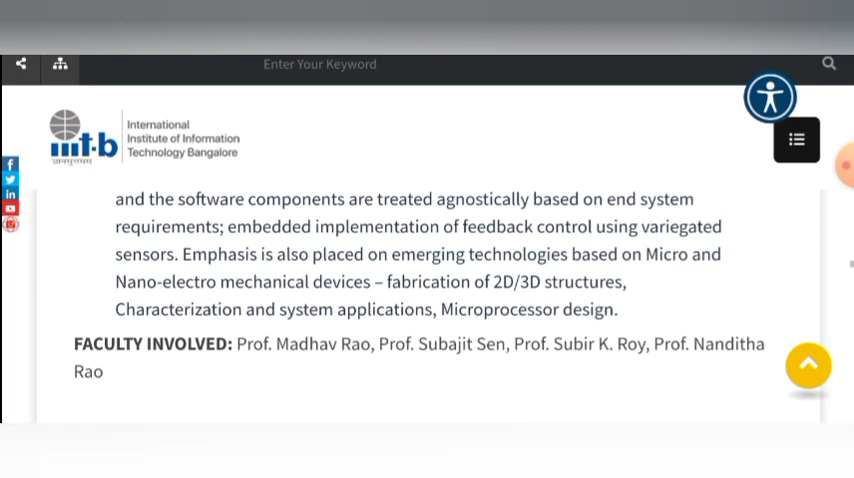 Enter Your Keyword
iiit-b
ज्ञानमुत्तमम्
International
Institute of Information
Technology Bangalore
and the software components are treated agnostically based on end system
requirements; embedded implementation of feedback control using variegated
sensors. Emphasis is also placed on emerging technologies based on Micro and
Nano-electro mechanical devices – fabrication of 2D/3D structures,
Characterization and system applications, Microprocessor design.
FACULTY INVOLVED: Prof. Madhav Rao, Prof. Subajit Sen, Prof. Subir K. Roy, Prof. Nanditha
Rao